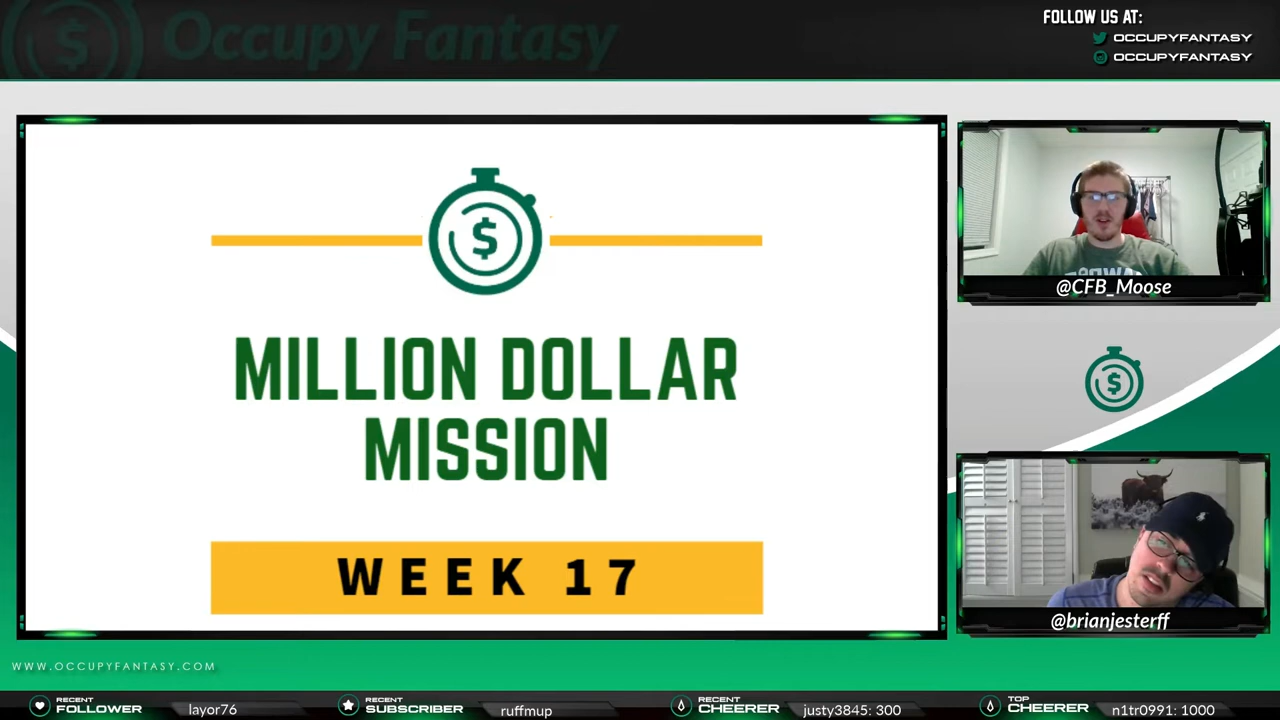 Occupy Fantasy
FOLLOW US AT:
OCCUPYFANTASY
OCCUPYFANTASY
MILLION DOLLAR
MISSION
WEEK 17
@CFB_Moose
@brianjesterff
WWW.OCCUPYFANTASY.COM
RECENT
FOLLOWER
layor76
RECENT
SUBSCRIBER
ruffmup
RECENT
CHEERER
justy3845: 300
TOP
CHEERER
n1tr0991: 1000